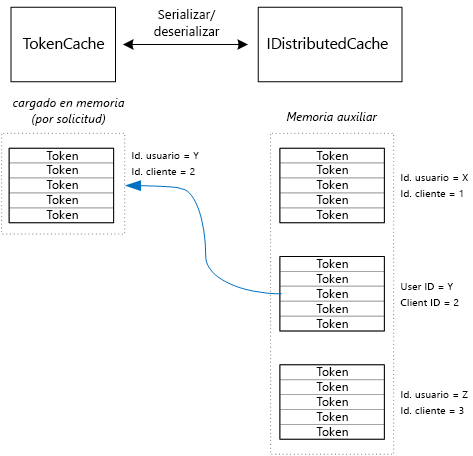 TokenCache
Serializar/
deserializar
IDistributedCache
cargado en memoria
(por solicitud)
Token
Token
Token
Token
Token
Id. usuario = Y
Id. cliente = 2
Memoria auxiliar
Token
Token
Token
Token
Token
Id. usuario = X
Id. cliente = 1
Token
Token
Token
Token
Token
User ID = Y
Client ID = 2
Token
Token
Token
Token
Token
Id. usuario = Z
Id. cliente = 3